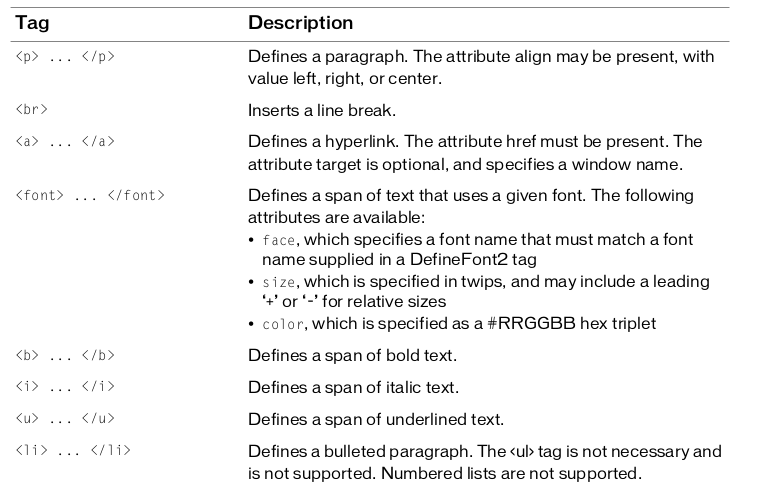 Tag Description
<p> ... </p> Defines a paragraph. The attribute align may be present, with
value left, right, or center.
<br> Inserts a line break.
<a> ... </a> Defines a hyperlink. The attribute href must be present. The
attribute target is optional, and specifies a window name.
<font> ... </font> Defines a span of text that uses a given font. The following
attributes are available:
• face, which specifies a font name that must match a font
name supplied in a DefineFont2 tag
• size, which is specified in twips, and may include a leading
‘+’ or ‘-’ for relative sizes
• color, which is specified as a #RRGGBB hex triplet
<b> ... </b> Defines a span of bold text.
<i> ... </i> Defines a span of italic text.
<u> ... </u> Defines a span of underlined text.
<li> ... </li> Defines a bulleted paragraph. The <ul> tag is not necessary and
is not supported. Numbered lists are not supported.